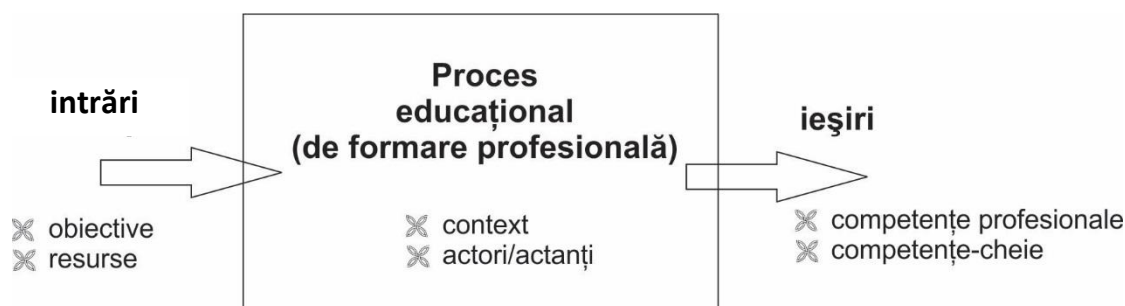 intrări
obiective
resurse
Proces
educațional
(de formare profesională)
context
actori/actanți
ieşiri
competențe profesionale
competențe-cheie